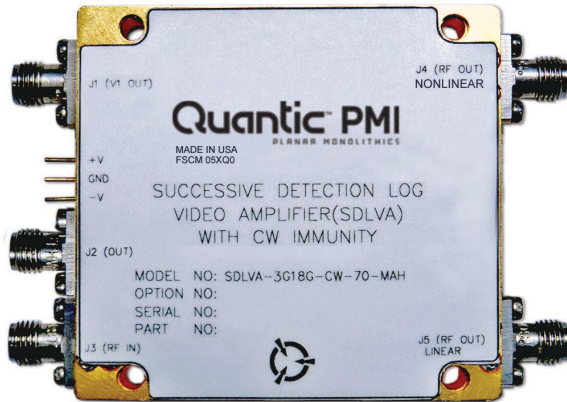 J1 (V1 OUT)
J4 (RF OUT)
NONLINEAR
Quantic™ PMI
PLANAR MONOLITHICS
MADE IN USA
FSCM 05XQ0
+V
GND
-V
SUCCESSIVE DETECTION LOG
VIDEO AMPLIFIER(SDLVA)
WITH CW IMMUNITY
J2 (OUT)
MODEL NO: SDLVA-3G18G-CW-70-MAH
OPTION NO:
SERIAL NO:
PART NO:
J3 (RF IN)
J5 (RF OUT)
LINEAR